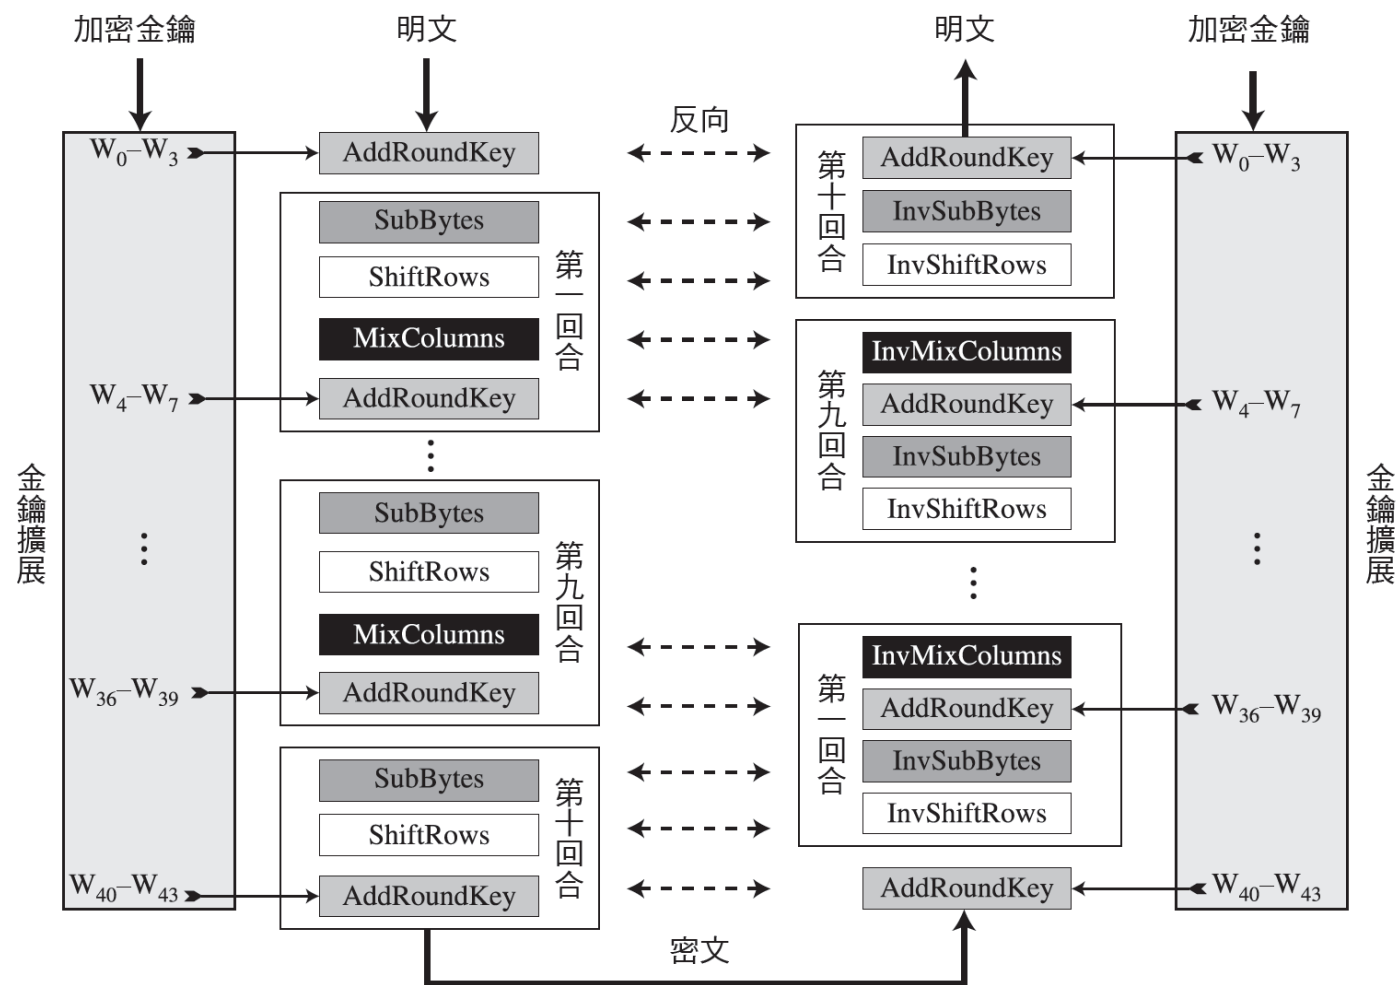 加密金鑰
明文
明文
加密金鑰
反向
W0–W3
AddRoundKey
第一回合
SubBytes
ShiftRows
MixColumns
W4–W7
AddRoundKey
⋮
金鑰擴展
⋮
第九回合
SubBytes
ShiftRows
MixColumns
W36–W39
AddRoundKey
第十回合
SubBytes
ShiftRows
W40–W43
AddRoundKey
密文
第十回合
AddRoundKey
W0–W3
InvSubBytes
InvShiftRows
第九回合
InvMixColumns
AddRoundKey
W4–W7
InvSubBytes
InvShiftRows
⋮
金鑰擴展
⋮
第一回合
InvMixColumns
AddRoundKey
W36–W39
InvSubBytes
InvShiftRows
AddRoundKey
W40–W43